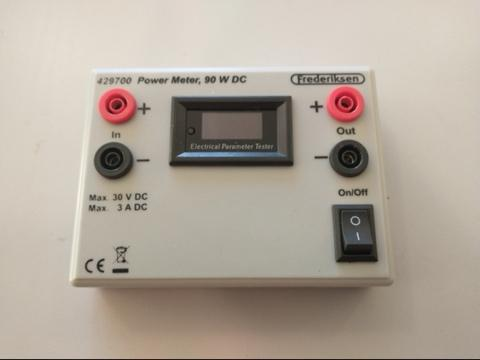 429700 Power Meter, 90 W DC
Frederiksen
+
+
In
Out
Electrical Parameter Tester
−
−
Max. 30 V DC
Max. 3 A DC
On/Off
O
I
CE